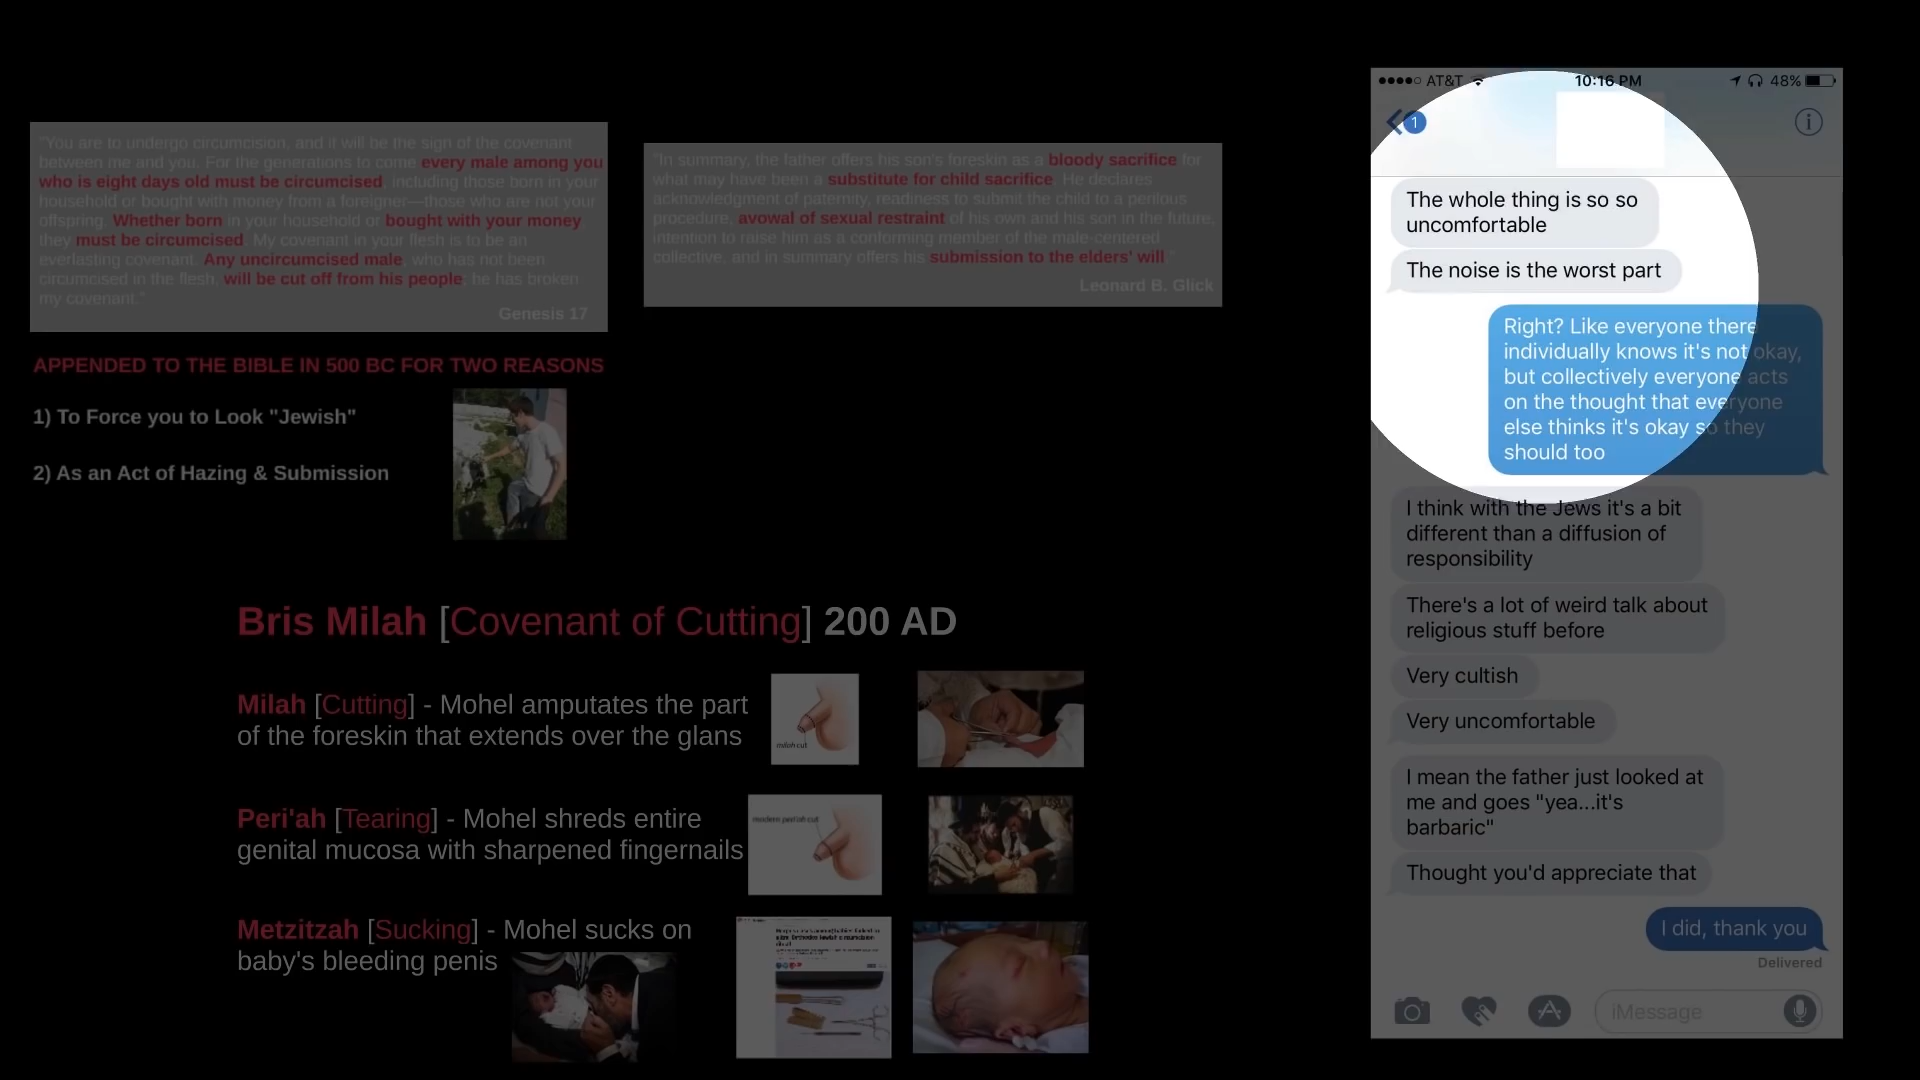 "You are to undergo circumcision, and it will be the sign of the covenant
between me and you. For the generations to come every male among you
who is eight days old must be circumcised, including those born in your
household or bought with money from a foreigner—those who are not your
offspring. Whether born in your household or bought with your money
they must be circumcised. My covenant in your flesh is to be an
everlasting covenant. Any uncircumcised male, who has not been
circumcised in the flesh, will be cut off from his people; he has broken
my covenant."
Genesis 17
"In summary, the father offers his son's foreskin as a bloody sacrifice for
what may have been a substitute for child sacrifice. He declares
acknowledgment of paternity, readiness to submit the child to a perilous
procedure, avowal of sexual restraint of his own and his son in the future,
intention to raise him as a conforming member of the male-centered
collective, and in summary offers his submission to the elders' will."
Leonard B. Glick
APPENDED TO THE BIBLE IN 500 BC FOR TWO REASONS
1) To Force you to Look "Jewish"
2) As an Act of Hazing & Submission
Bris Milah [Covenant of Cutting] 200 AD
Milah [Cutting] - Mohel amputates the part
of the foreskin that extends over the glans
milah cut
Peri'ah [Tearing] - Mohel shreds entire
genital mucosa with sharpened fingernails
modern peri'ah cut
Metzitzah [Sucking] - Mohel sucks on
baby's bleeding penis
AT&T 10:16 PM 48%
1
The whole thing is so so
uncomfortable
The noise is the worst part
Right? Like everyone there
individually knows it's not okay,
but collectively everyone acts
on the thought that everyone
else thinks it's okay so they
should too
I think with the Jews it's a bit
different than a diffusion of
responsibility
There's a lot of weird talk about
religious stuff before
Very cultish
Very uncomfortable
I mean the father just looked at
me and goes "yea...it's
barbaric"
Thought you'd appreciate that
I did, thank you
Delivered
iMessage